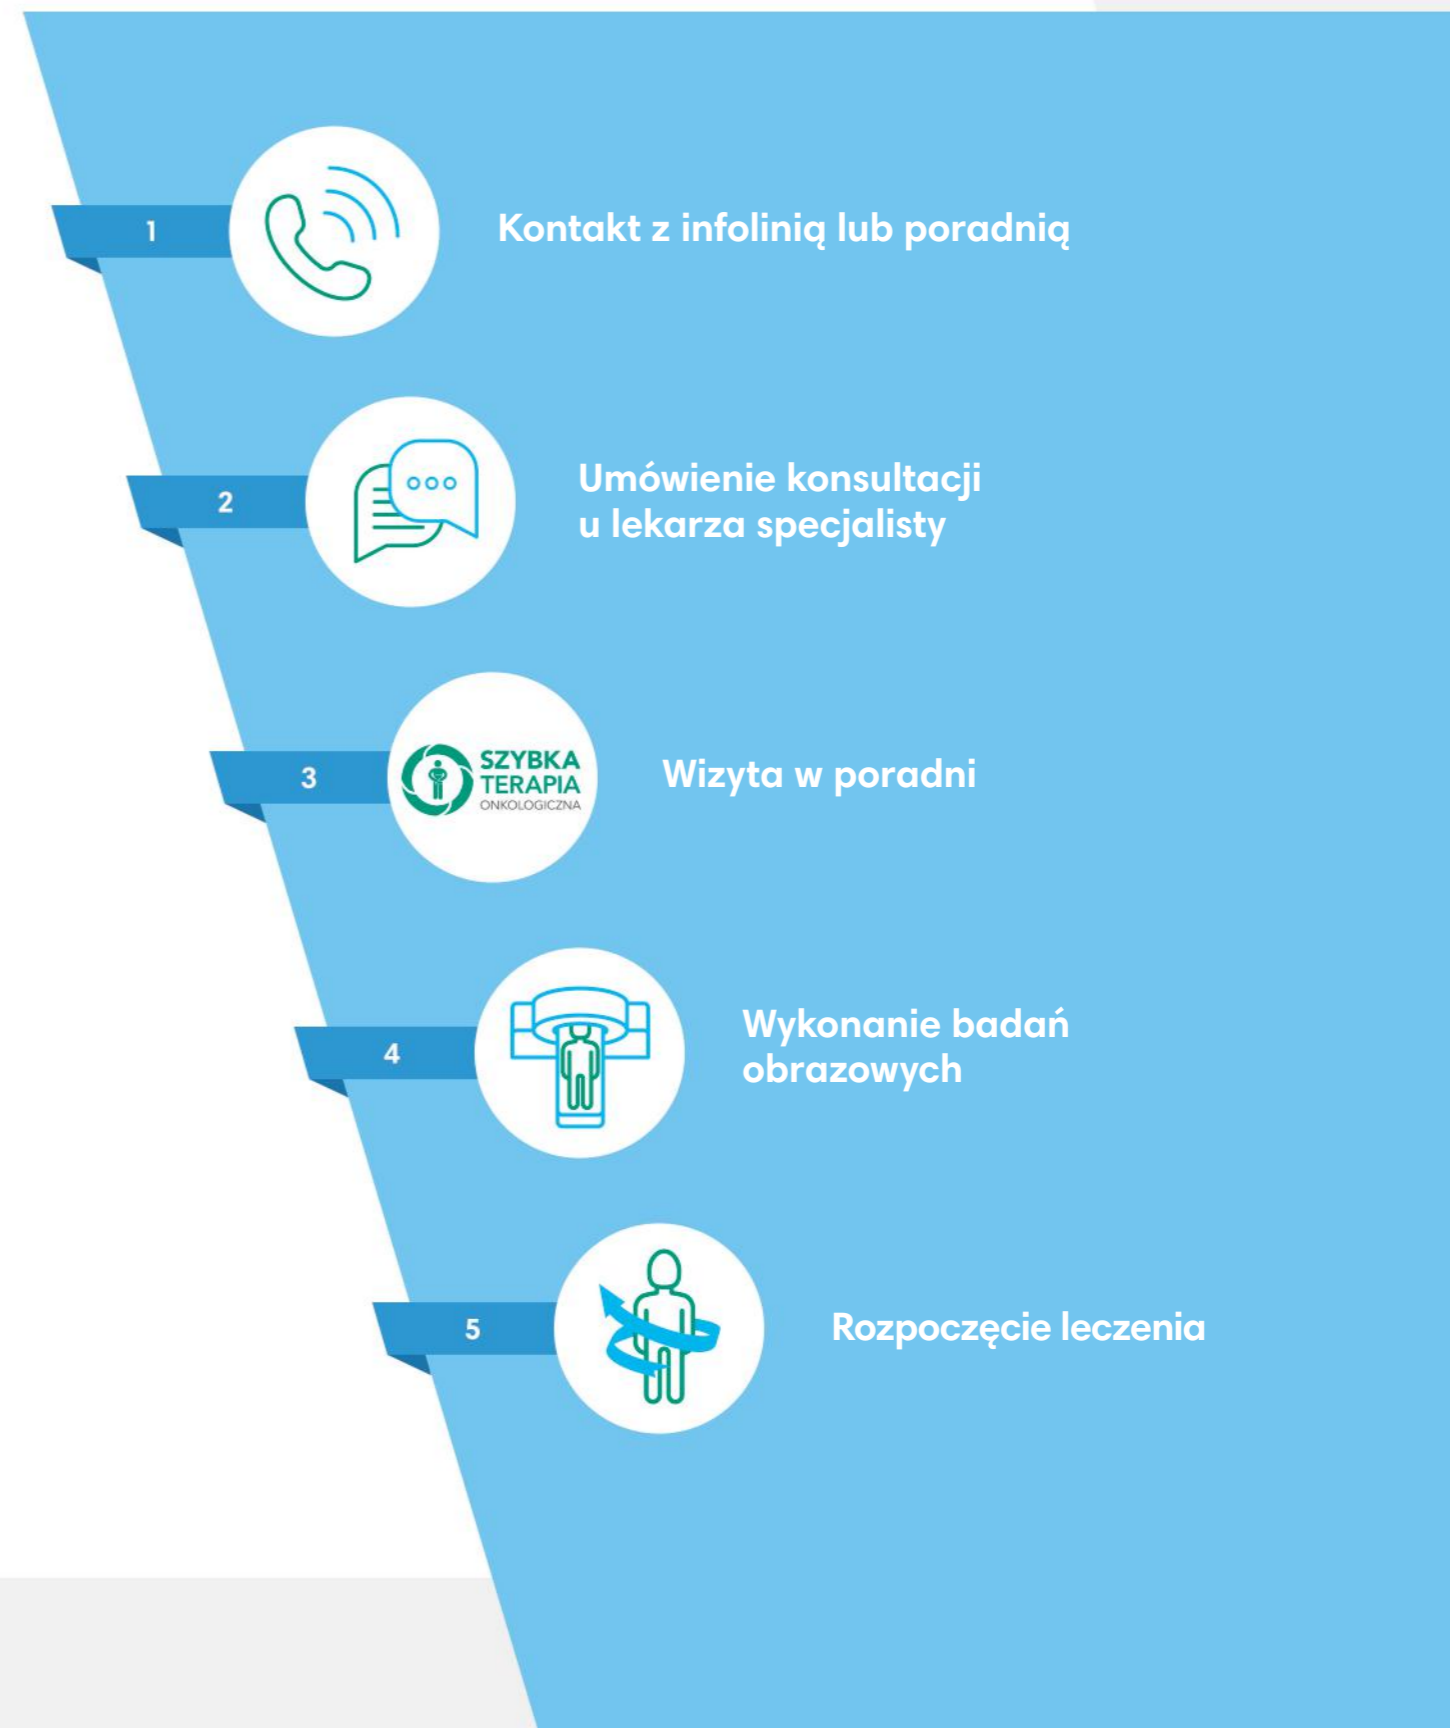 1
Kontakt z infolinią lub poradnią
2
Umówienie konsultacji
u lekarza specjalisty
3
SZYBKA
TERAPIA
ONKOLOGICZNA
Wizyta w poradni
4
Wykonanie badań
obrazowych
5
Rozpoczęcie leczenia